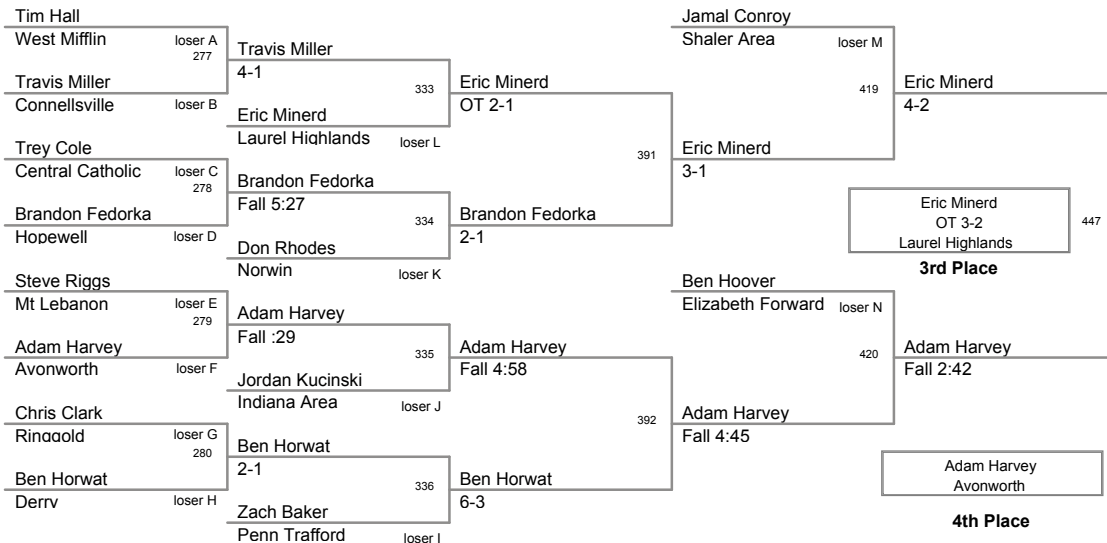 Tim Hall
West Mifflin
loser A
277
Travis Miller
Connellsville
loser B
Trey Cole
Central Catholic
loser C
278
Brandon Fedorka
Hopewell
loser D
Steve Riggs
Mt Lebanon
loser E
279
Adam Harvey
Avonworth
loser F
Chris Clark
Ringgold
loser G
280
Ben Horwat
Derry
loser H
Travis Miller
4-1
333
Eric Minerd
Laurel Highlands
loser L
Brandon Fedorka
Fall 5:27
334
Don Rhodes
Norwin
loser K
Adam Harvey
Fall :29
335
Jordan Kucinski
Indiana Area
loser J
Ben Horwat
2-1
336
Zach Baker
Penn Trafford
loser I
Eric Minerd
OT 2-1
391
Brandon Fedorka
2-1
Adam Harvey
Fall 4:58
392
Ben Horwat
6-3
Jamal Conroy
Shaler Area
loser M
419
Eric Minerd
3-1
Ben Hoover
Elizabeth Forward
loser N
420
Adam Harvey
Fall 4:45
Eric Minerd
4-2
Eric Minerd
OT 3-2
Laurel Highlands
447
3rd Place
Adam Harvey
Fall 2:42
Adam Harvey
Avonworth
4th Place